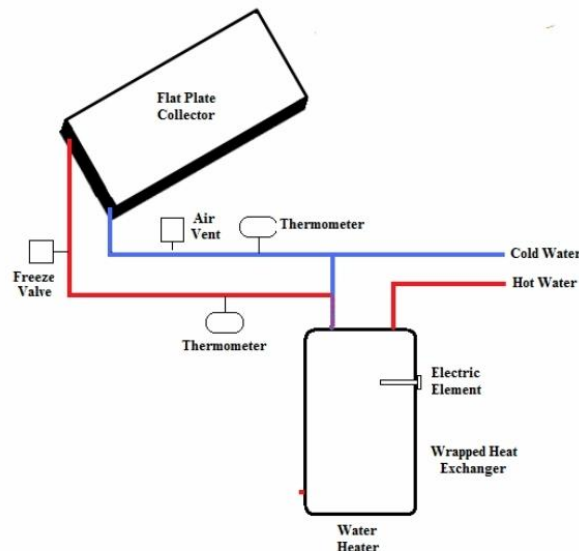 Flat Plate
Collector
Air
Vent
Thermometer
Cold Water
Freeze
Valve
Hot Water
Thermometer
Electric
Element
Wrapped Heat
Exchanger
Water
Heater